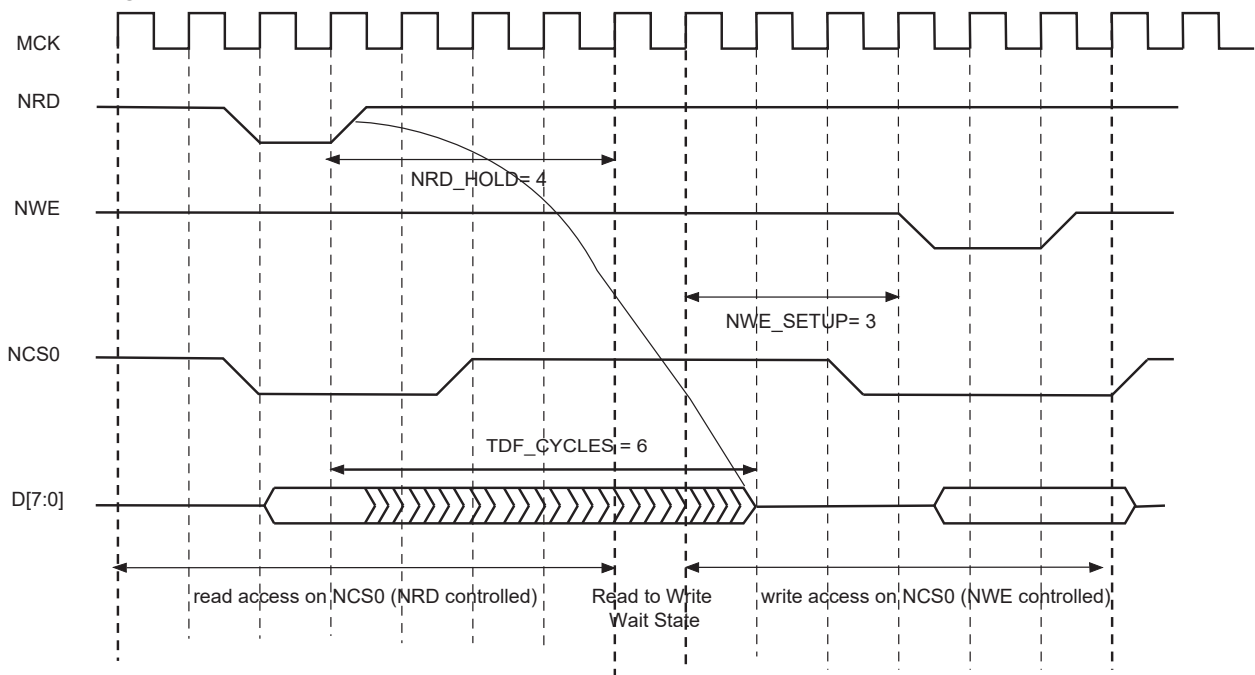 MCK
NRD
NRD_HOLD= 4
NWE
NWE_SETUP= 3
NCS0
TDF_CYCLES = 6
D[7:0]
read access on NCS0 (NRD controlled)
Read to Write
Wait State
write access on NCS0 (NWE controlled)